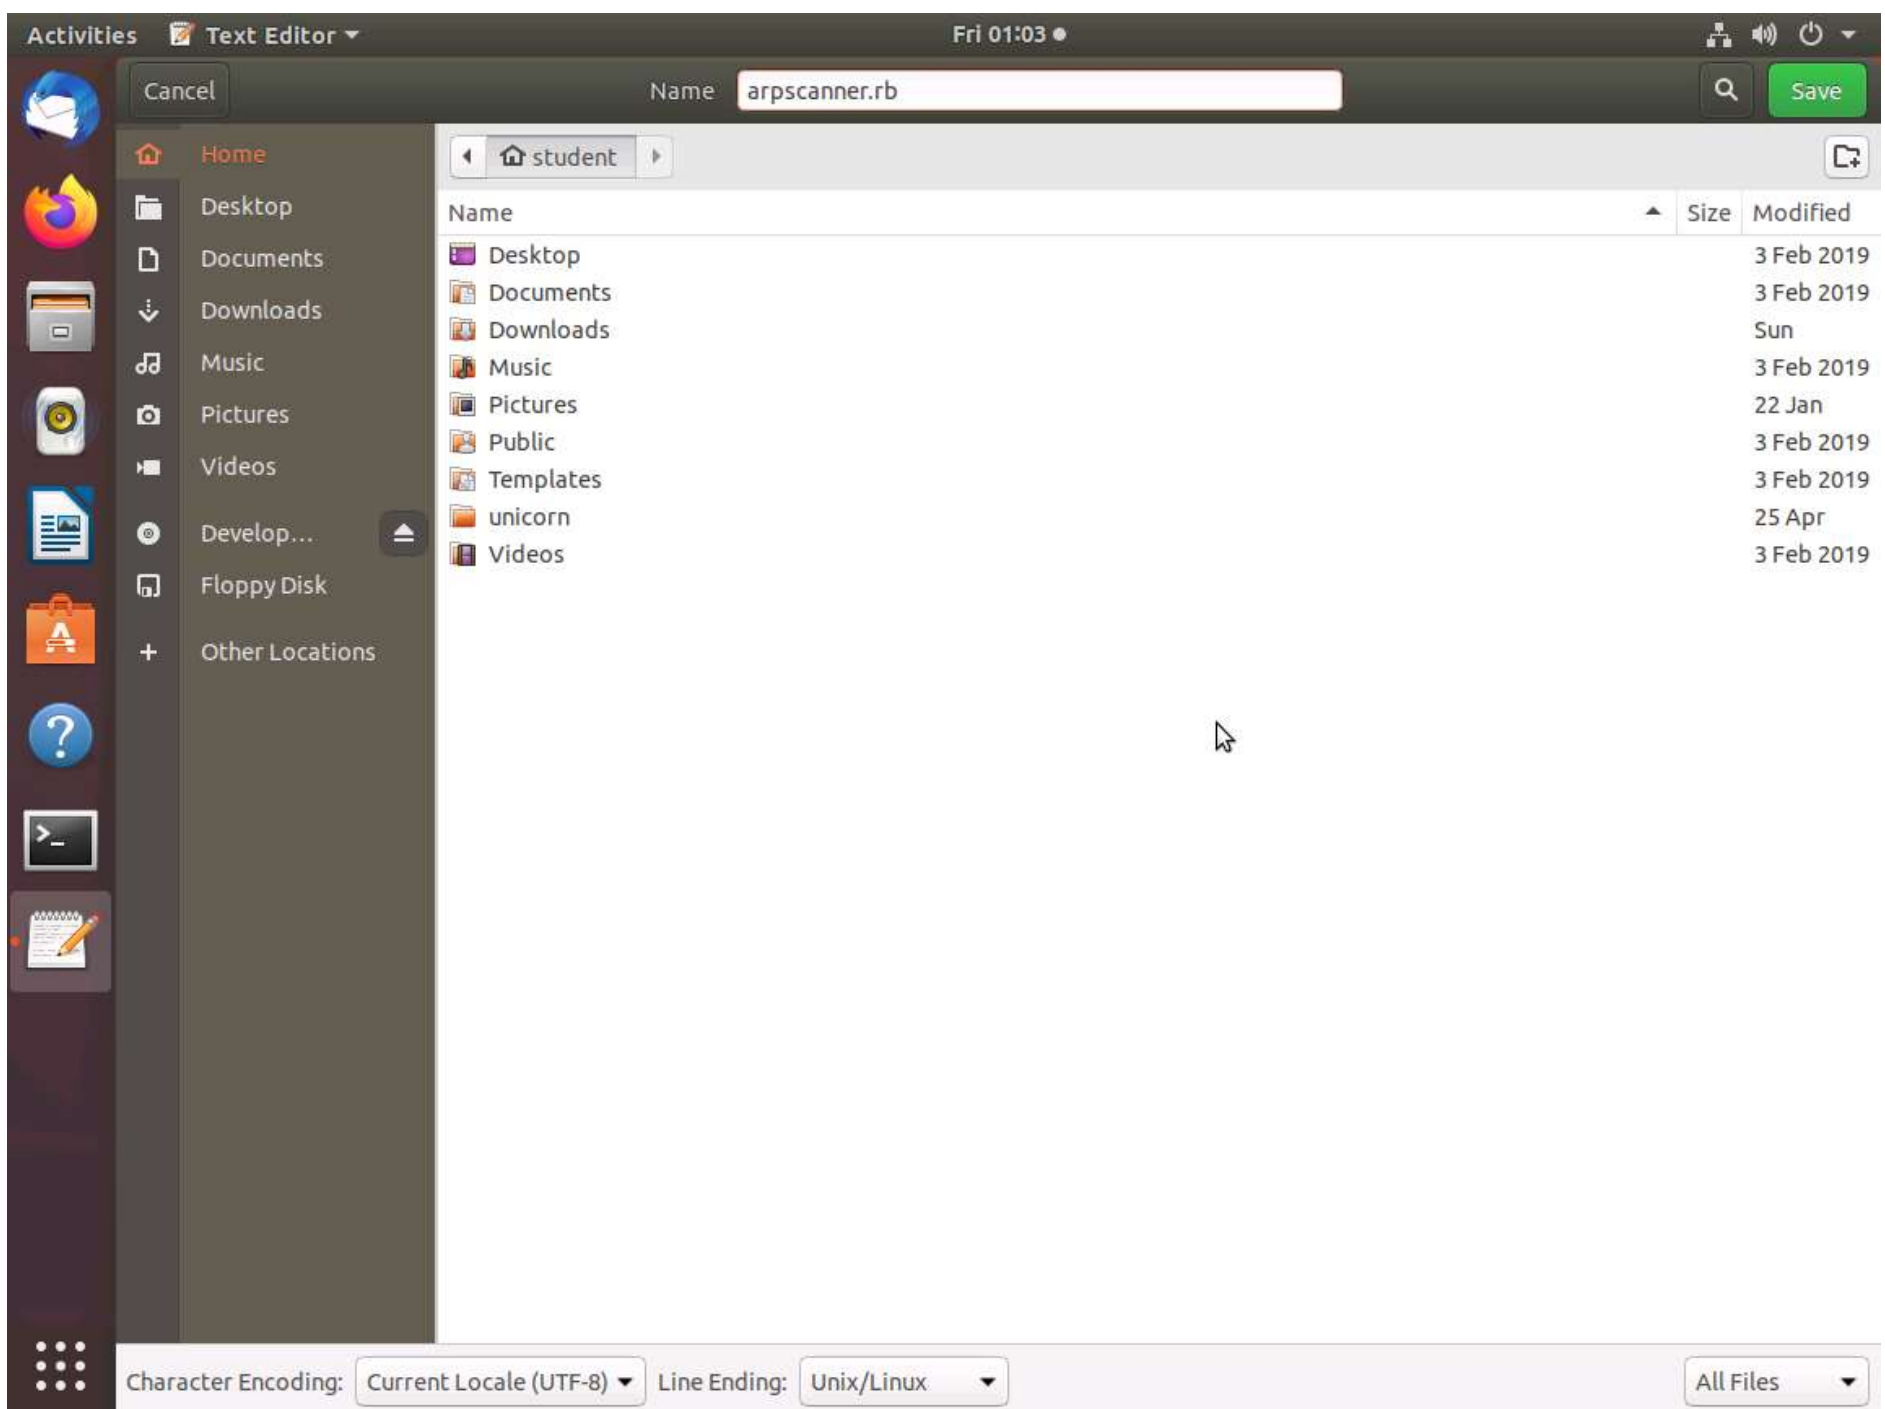 Activities Text Editor Fri 01:03
Cancel Name arpscanner.rb Save
Home
Desktop
Documents
Downloads
Music
Pictures
Videos
Develop...
Floppy Disk
Other Locations
student
Name Size Modified
Desktop 3 Feb 2019
Documents 3 Feb 2019
Downloads Sun
Music 3 Feb 2019
Pictures 22 Jan
Public 3 Feb 2019
Templates 3 Feb 2019
unicorn 25 Apr
Videos 3 Feb 2019
Character Encoding: Current Locale (UTF-8) Line Ending: Unix/Linux All Files